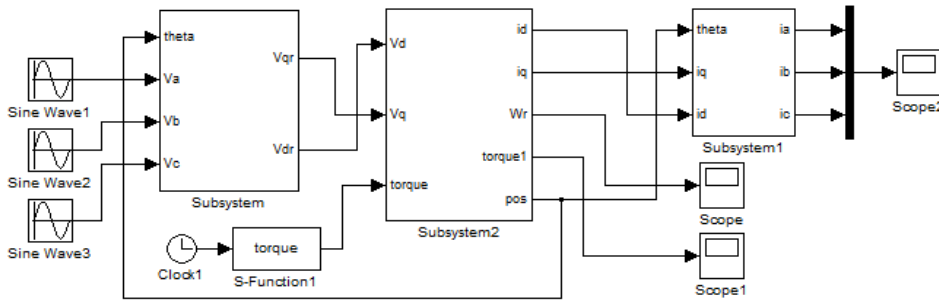 Sine Wave1
Sine Wave2
Sine Wave3
theta
Va
Vb
Vc
Vqr
Vdr
Subsystem
Clock1
torque
S-Function1
Vd
Vq
torque
id
iq
Wr
torque1
pos
Subsystem2
theta
iq
id
ia
ib
ic
Subsystem1
Scope
Scope1
Scope2